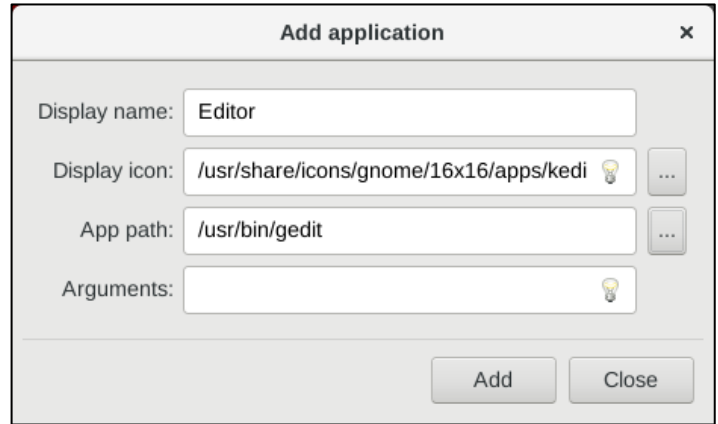 Add application ×
Display name: Editor
Display icon: /usr/share/icons/gnome/16x16/apps/kedi ...
App path: /usr/bin/gedit ...
Arguments:
Add Close